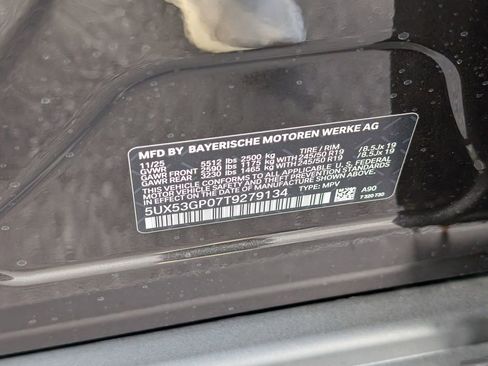 MFD BY BAYERISCHE MOTOREN WERKE AG
11/25 TIRE / RIM
GVWR 5512 lbs 2500 kg
GAWR FRONT 2590 lbs 1175 kg WITH 245/50 R19 /8.5Jx 19
GAWR REAR 3230 lbs 1465 kg WITH 245/50 R19 /8.5Jx 19
THIS VEHICLE CONFORMS TO ALL APPLICABLE U.S. FEDERAL
MOTOR VEHICLE SAFETY STANDARDS IN EFFECT ON THE
DATE OF MANUFACTURE SHOWN ABOVE.
5UX53GP07T9279134 TYPE: MPV A90